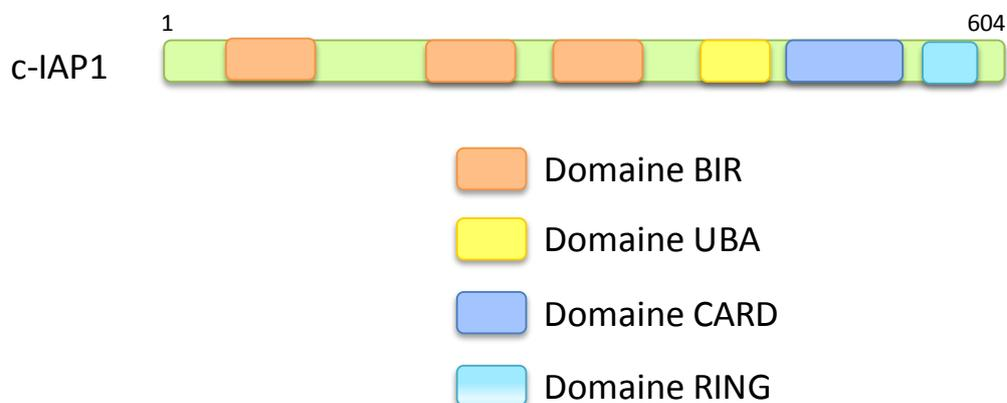 1 604
c-IAP1
Domaine BIR
Domaine UBA
Domaine CARD
Domaine RING